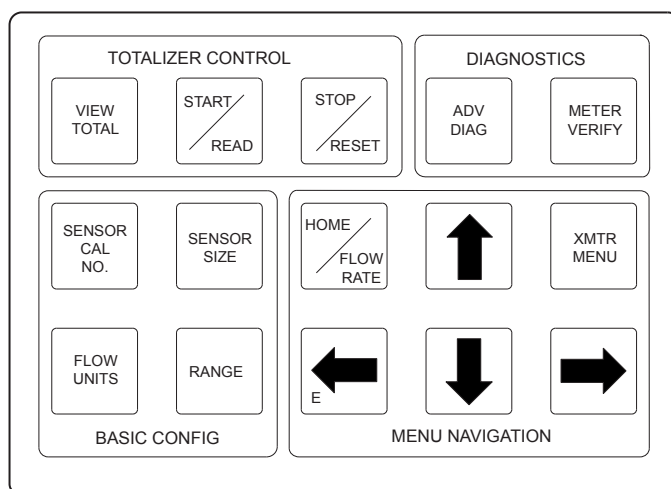 TOTALIZER CONTROL
VIEW
TOTAL
START
READ
STOP
RESET
DIAGNOSTICS
ADV
DIAG
METER
VERIFY
SENSOR
CAL
NO.
SENSOR
SIZE
FLOW
UNITS
RANGE
BASIC CONFIG
HOME
FLOW
RATE
XMTR
MENU
E
MENU NAVIGATION